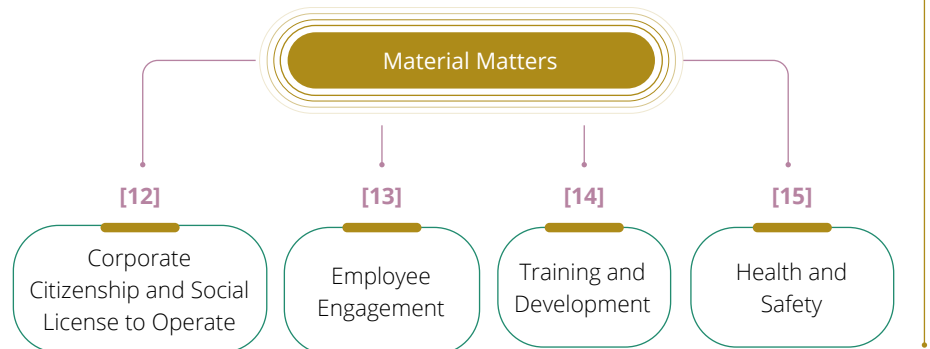 Material Matters
[12]
[13]
[14]
[15]
Corporate
Citizenship and Social
License to Operate
Employee
Engagement
Training and
Development
Health and
Safety